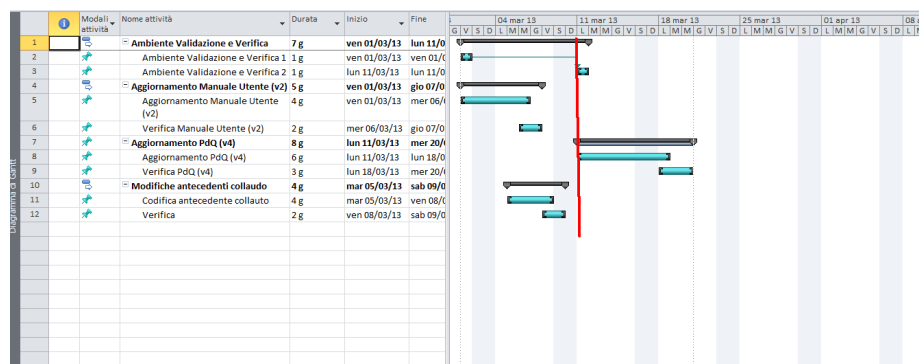 Modali attività Nome attività Durata Inizio Fine
04 mar 13 11 mar 13 18 mar 13 25 mar 13 01 apr 13
G V S D L M M G V S D L M M G V S D L M M G V S D L M M G V S D L M M G V S D L M
1 Ambiente Validazione e Verifica 7 g ven 01/03/13 lun 11/0
2 Ambiente Validazione e Verifica 1 1 g ven 01/03/13 ven 01/0
3 Ambiente Validazione e Verifica 2 1 g lun 11/03/13 lun 11/0
4 Aggiornamento Manuale Utente (v2) 5 g ven 01/03/13 gio 07/0
5 Aggiornamento Manuale Utente (v2) 4 g ven 01/03/13 mer 06/
6 Verifica Manuale Utente (v2) 2 g mer 06/03/13 gio 07/0
7 Aggiornamento PdQ (v4) 8 g lun 11/03/13 mer 20/
8 Aggiornamento PdQ (v4) 6 g lun 11/03/13 lun 18/0
9 Verifica PdQ (v4) 3 g lun 18/03/13 mer 20/
10 Modifiche antecedenti collaudo 4 g mar 05/03/13 sab 09/0
11 Codifica antecedente collauto 4 g mar 05/03/13 ven 08/0
12 Verifica 2 g ven 08/03/13 sab 09/0
Diagramma di Gantt